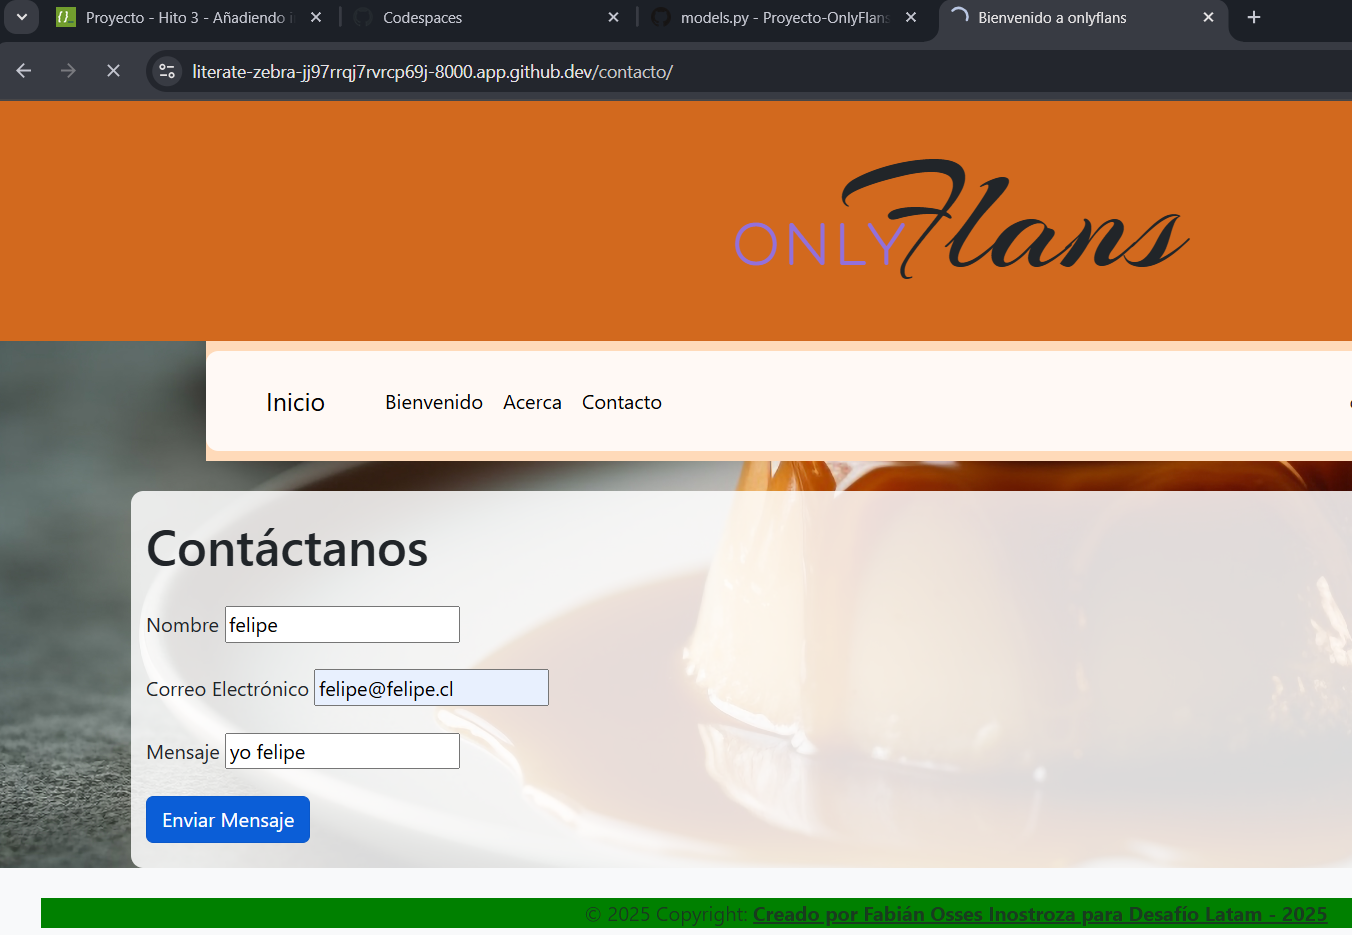 Proyecto - Hito 3 - Añadiendo
Codespaces
models.py - Proyecto-OnlyFlans
Bienvenido a onlyflans
literate-zebra-jj97rrqj7rvrcp69j-8000.app.github.dev/contacto/
ONLY Flans
Inicio
Bienvenido
Acerca
Contacto
Contáctanos
Nombre felipe
Correo Electrónico felipe@felipe.cl
Mensaje yo felipe
Enviar Mensaje
© 2025 Copyright: Creado por Fabián Osses Inostroza para Desafío Latam - 2025